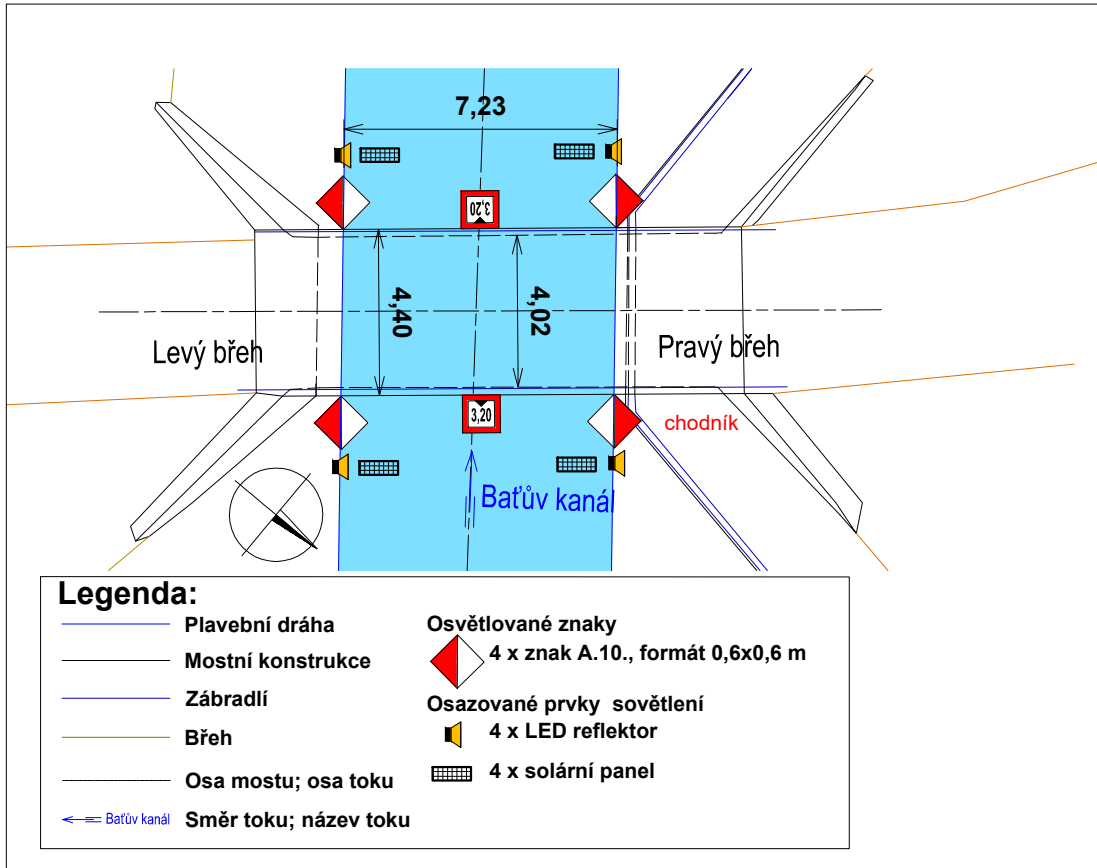 7,23
3,20
4,40
4,02
Levý břeh
Pravý břeh
3,20
chodník
Baťův kanál
Legenda:
Plavební dráha
Mostní konstrukce
Zábradlí
Břeh
Osa mostu; osa toku
Baťův kanál Směr toku; název toku
Osvětlované znaky
4 x znak A.10., formát 0,6x0,6 m
Osazované prvky sovětlení
4 x LED reflektor
4 x solární panel